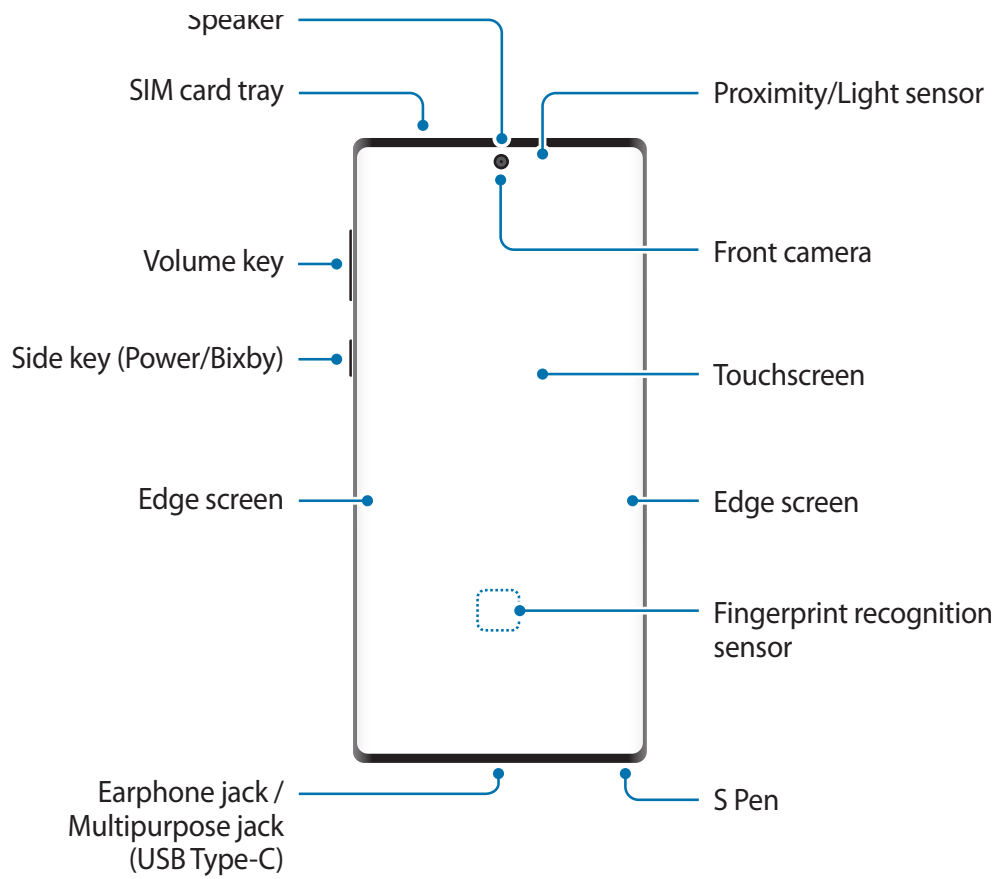 Speaker
SIM card tray
Proximity/Light sensor
Volume key
Front camera
Side key (Power/Bixby)
Touchscreen
Edge screen
Edge screen
Fingerprint recognition
sensor
Earphone jack /
Multipurpose jack
(USB Type-C)
S Pen